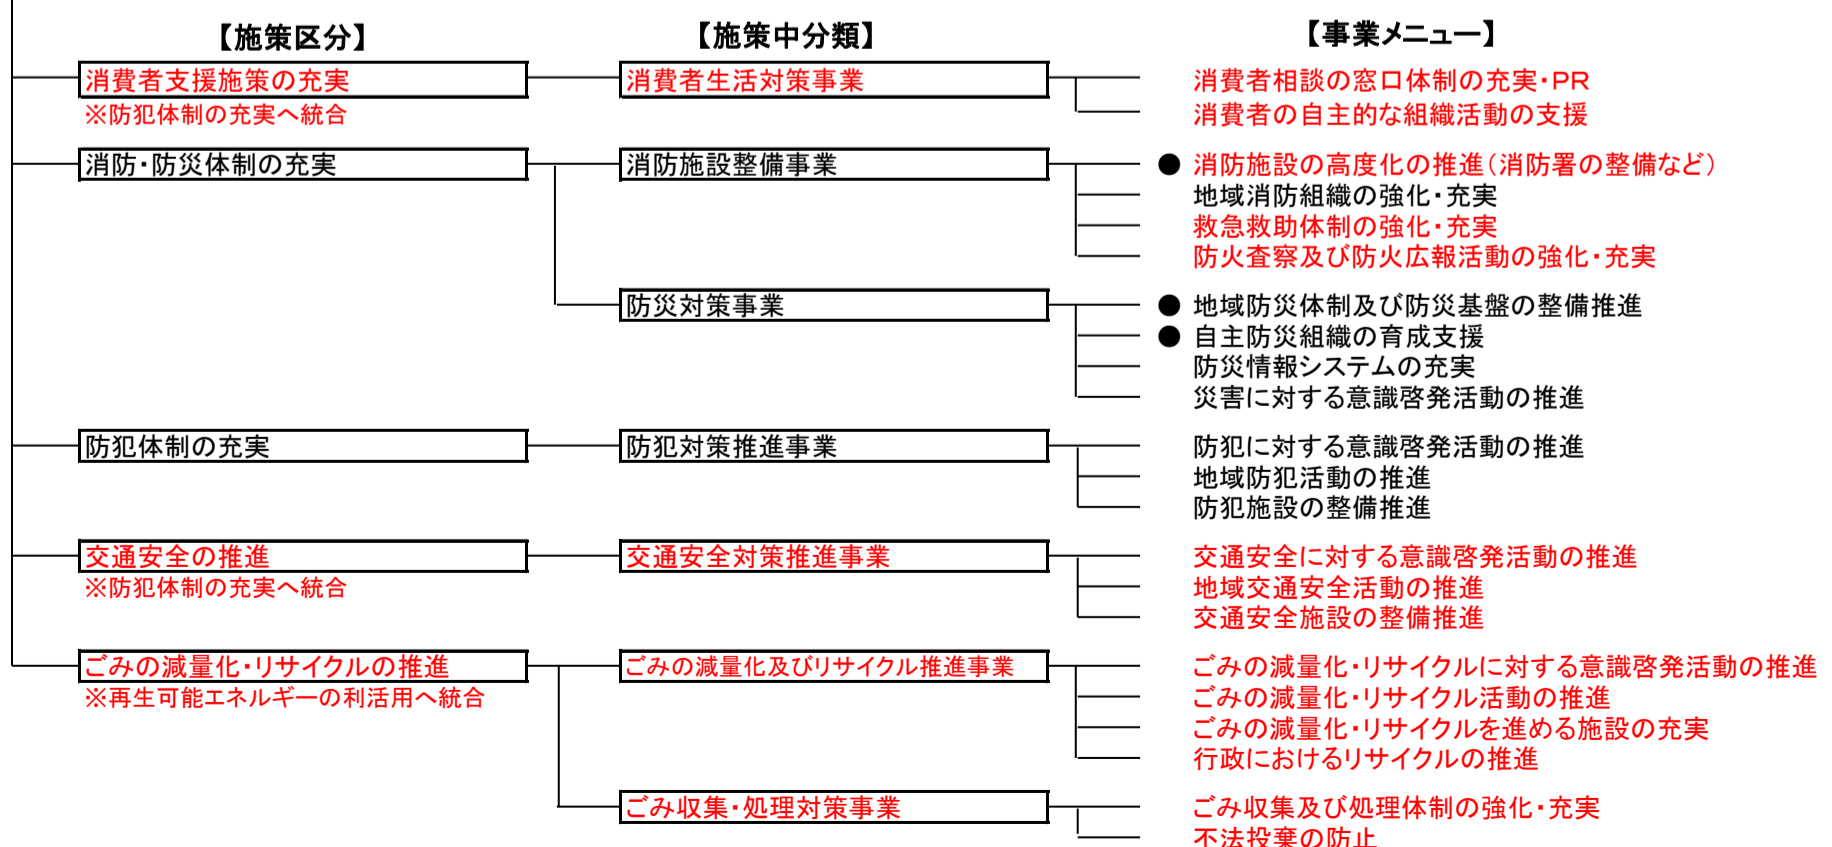 【施策区分】 【施策中分類】 【事業メニュー】
消費者支援施策の充実 消費者生活対策事業 消費者相談の窓口体制の充実・PR
※防犯体制の充実へ統合 消費者の自主的な組織活動の支援
消防・防災体制の充実 消防施設整備事業 ● 消防施設の高度化の推進（消防署の整備など）
地域消防組織の強化・充実
救急救助体制の強化・充実
防火査察及び防火広報活動の強化・充実
防災対策事業 ● 地域防災体制及び防災基盤の整備推進
● 自主防災組織の育成支援
防災情報システムの充実
災害に対する意識啓発活動の推進
防犯体制の充実 防犯対策推進事業 防犯に対する意識啓発活動の推進
地域防犯活動の推進
防犯施設の整備推進
交通安全の推進 交通安全対策推進事業 交通安全に対する意識啓発活動の推進
※防犯体制の充実へ統合 地域交通安全活動の推進
交通安全施設の整備推進
ごみの減量化・リサイクルの推進 ごみの減量化及びリサイクル推進事業 ごみの減量化・リサイクルに対する意識啓発活動の推進
※再生可能エネルギーの利活用へ統合 ごみの減量化・リサイクル活動の推進
ごみの減量化・リサイクルを進める施設の充実
行政におけるリサイクルの推進
ごみ収集・処理対策事業 ごみ収集及び処理体制の強化・充実
不法投棄の防止